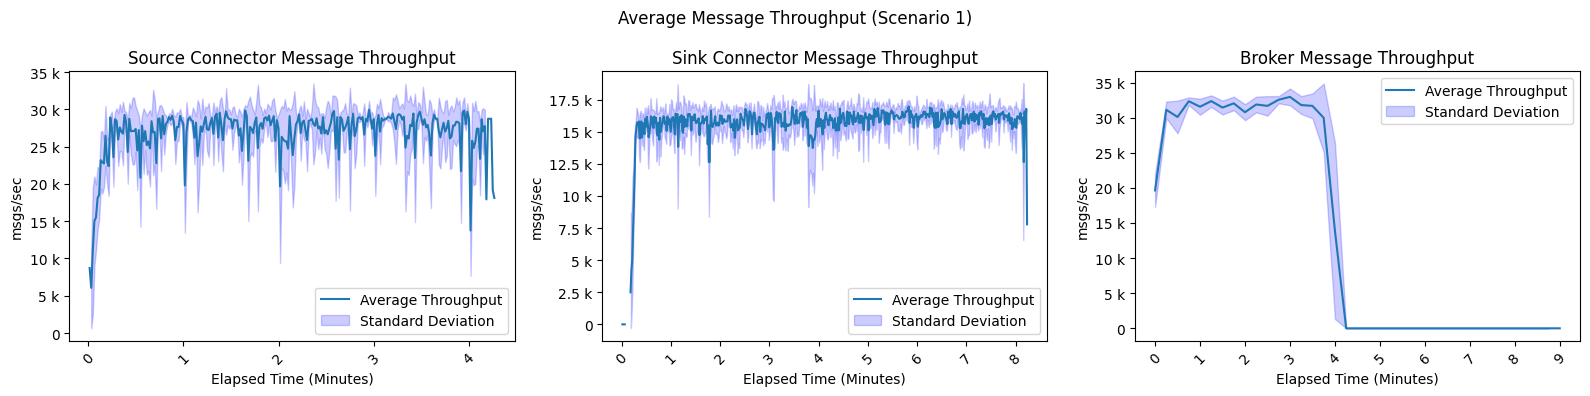 Average Message Throughput (Scenario 1)
Source Connector Message Throughput
35 k
30 k
25 k
20 k
15 k
10 k
5 k
0
msgs/sec
0
1
2
3
4
Elapsed Time (Minutes)
Average Throughput
Standard Deviation
Sink Connector Message Throughput
17.5 k
15 k
12.5 k
10 k
7.5 k
5 k
2.5 k
0
msgs/sec
0
1
2
3
4
5
6
7
8
Elapsed Time (Minutes)
Average Throughput
Standard Deviation
Broker Message Throughput
35 k
30 k
25 k
20 k
15 k
10 k
5 k
0
msgs/sec
0
1
2
3
4
5
6
7
8
9
Elapsed Time (Minutes)
Average Throughput
Standard Deviation